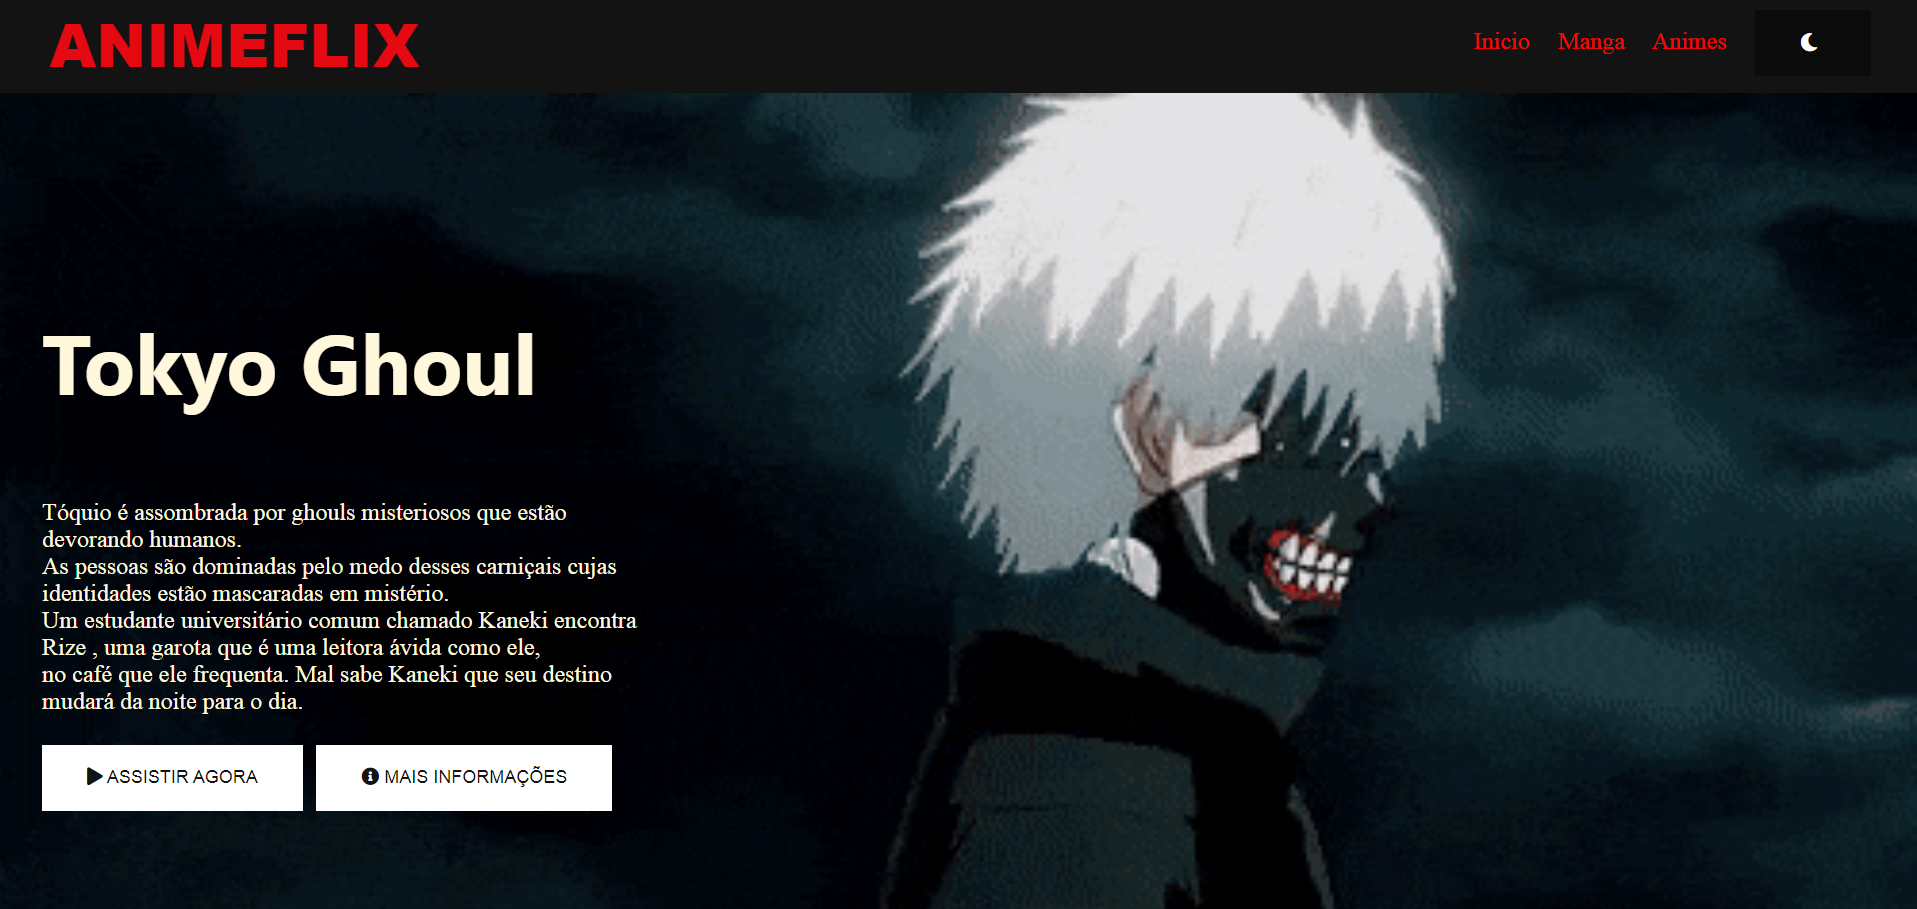 ANIMEFLIX
Inicio Manga Animes
Tokyo Ghoul
Tóquio é assombrada por ghouls misteriosos que estão
devorando humanos.
As pessoas são dominadas pelo medo desses carniçais cujas
identidades estão mascaradas em mistério.
Um estudante universitário comum chamado Kaneki encontra
Rize , uma garota que é uma leitora ávida como ele,
no café que ele frequenta. Mal sabe Kaneki que seu destino
mudará da noite para o dia.
ASSISTIR AGORA MAIS INFORMAÇÕES